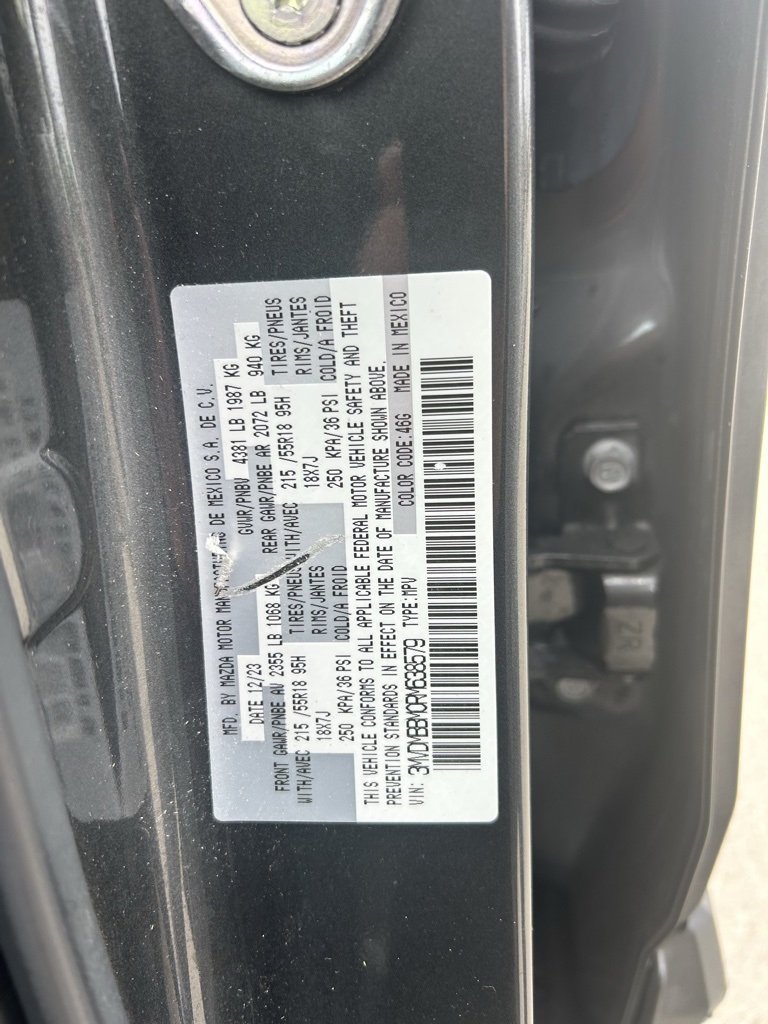 MFD. BY MAZDA MOTOR MANUFACTURING DE MEXICO S.A. DE C.V.
DATE 12/23 GVWR/PNBV 4381 LB 1987 KG
FRONT GAWR/PNBE AV 2355 LB 1068 KG REAR GAWR/PNBE AR 2072 LB 940 KG
WITH/AVEC 215 /55R18 95H TIRES/PNEUS WITH/AVEC 215 /55R18 95H TIRES/PNEUS
18X7J RIMS/JANTES 18X7J RIMS/JANTES
250 KPA/36 PSI COLD/A FROID 250 KPA/36 PSI COLD/A FROID
THIS VEHICLE CONFORMS TO ALL APPLICABLE FEDERAL MOTOR VEHICLE SAFETY AND THEFT
PREVENTION STANDARDS IN EFFECT ON THE DATE OF MANUFACTURE SHOWN ABOVE.
VIN: 3MVDMBBM0RM638579 TYPE:MPV COLOR CODE:46G MADE IN MEXICO
ZR